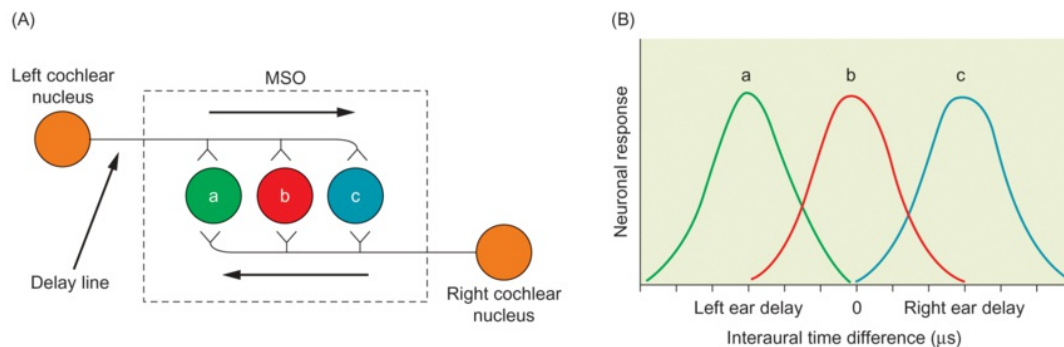 (A)
Left cochlear
nucleus
MSO
a
b
c
Delay line
Right cochlear
nucleus
(B)
a
b
c
Neuronal response
Left ear delay
0
Right ear delay
Interaural time difference (μs)